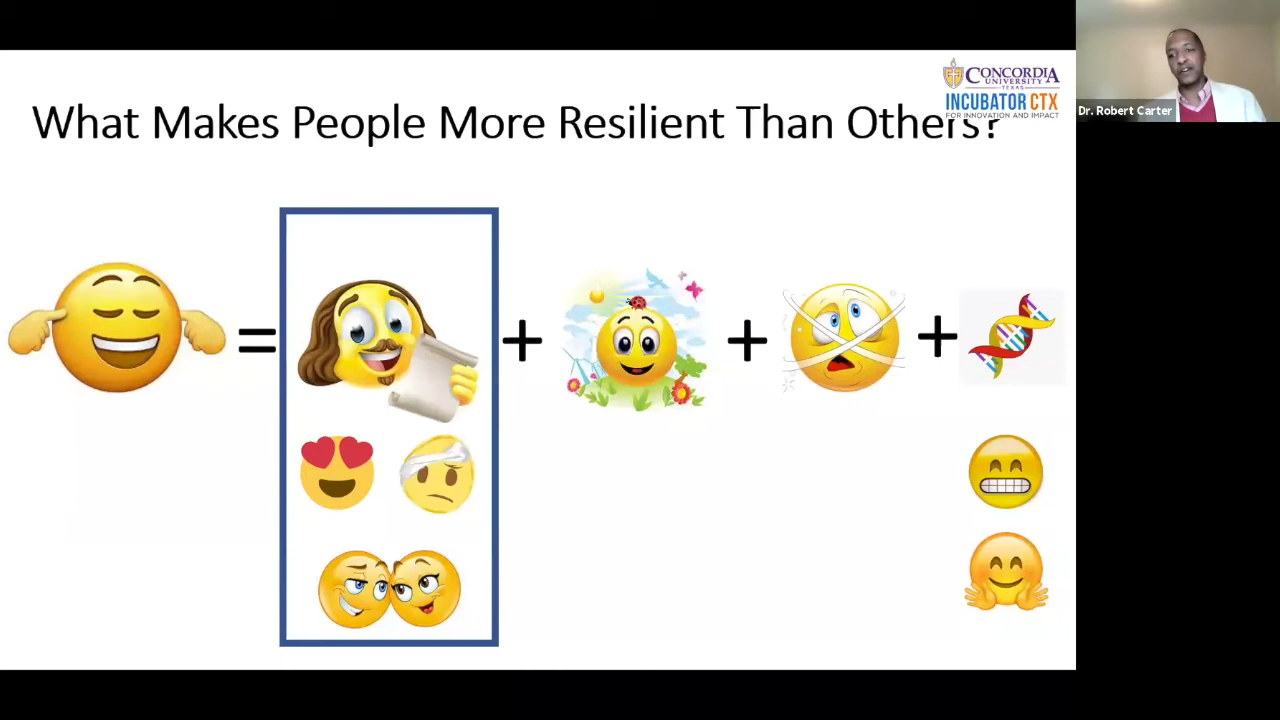 CONCORDIA
UNIVERSITY
TEXAS
INCUBATOR CTX
FOR INNOVATION AND IMPACT
What Makes People More Resilient Than Others?
Dr. Robert Carter
=
+
+
+